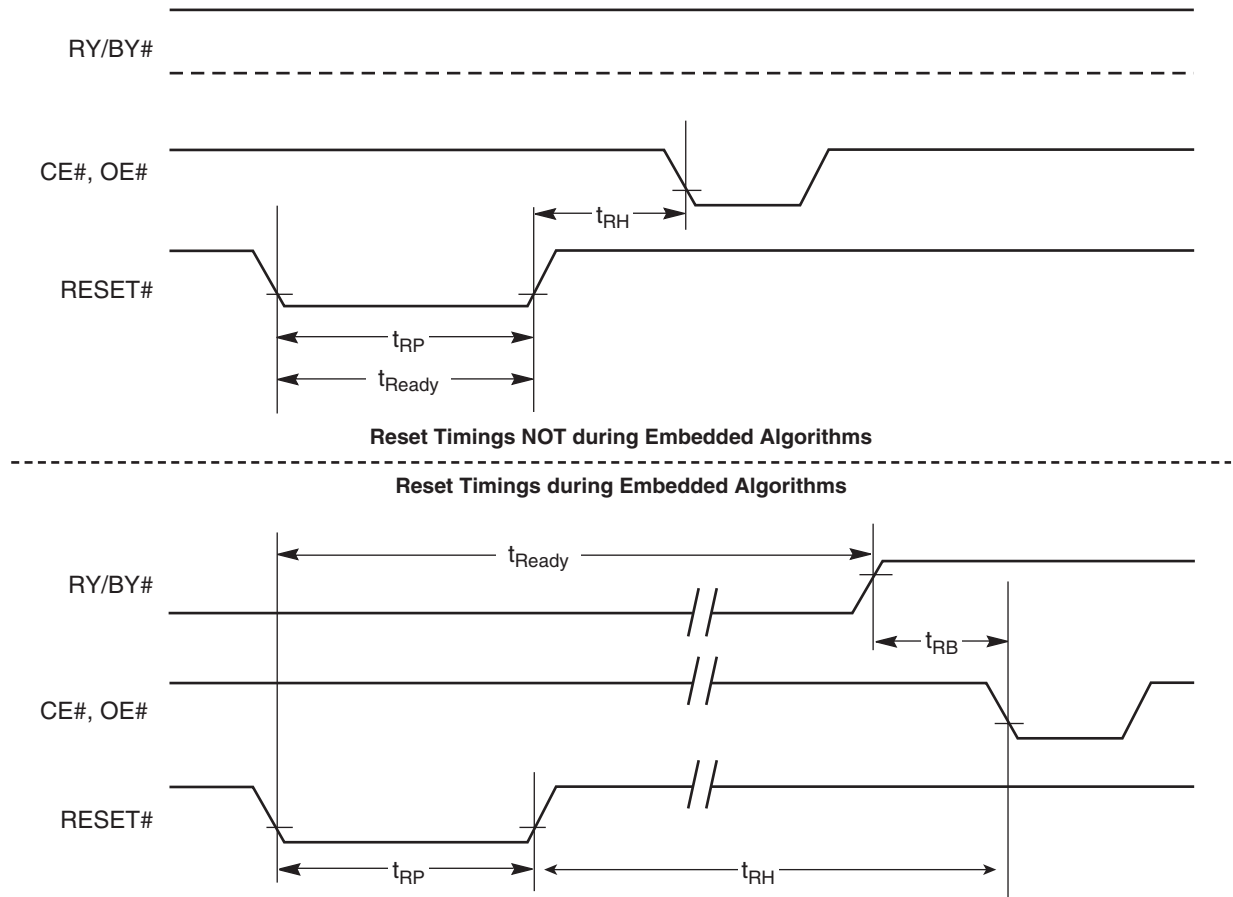 RY/BY#
CE#, OE#
tRH
RESET#
tRP
tReady
Reset Timings NOT during Embedded Algorithms
Reset Timings during Embedded Algorithms
tReady
RY/BY#
tRB
CE#, OE#
RESET#
tRP
tRH